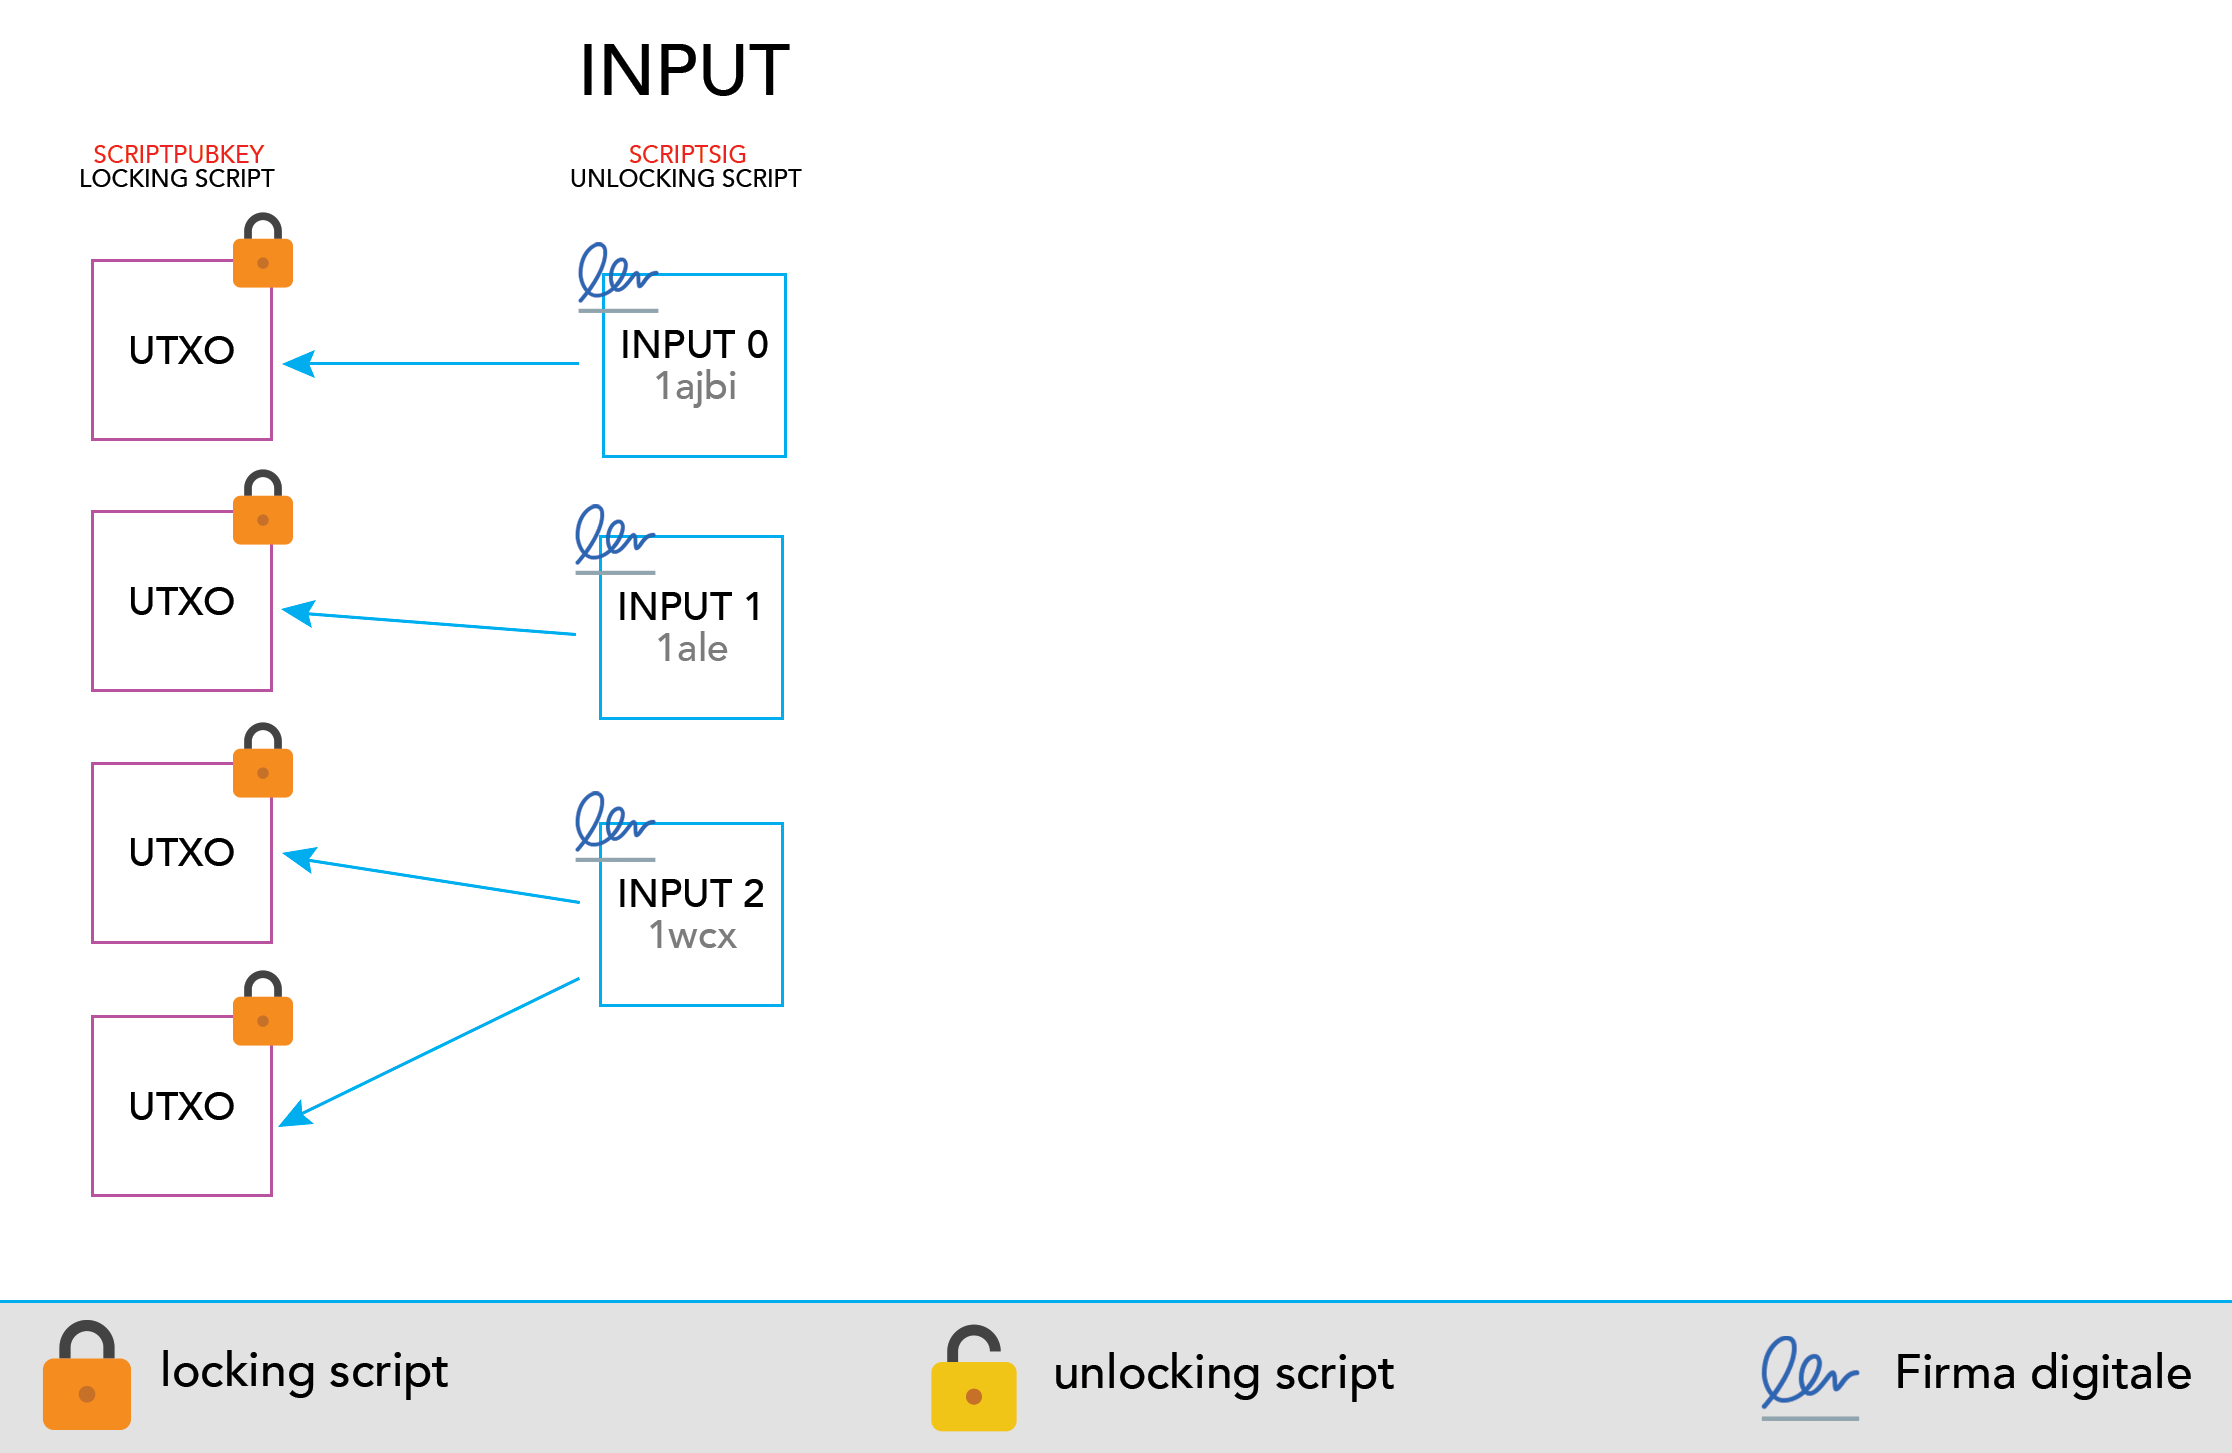 INPUT
SCRIPTPUBKEY
LOCKING SCRIPT
SCRIPTSIG
UNLOCKING SCRIPT
UTXO
INPUT 0
1ajbi
UTXO
INPUT 1
1ale
UTXO
INPUT 2
1wcx
UTXO
locking script
unlocking script
Firma digitale